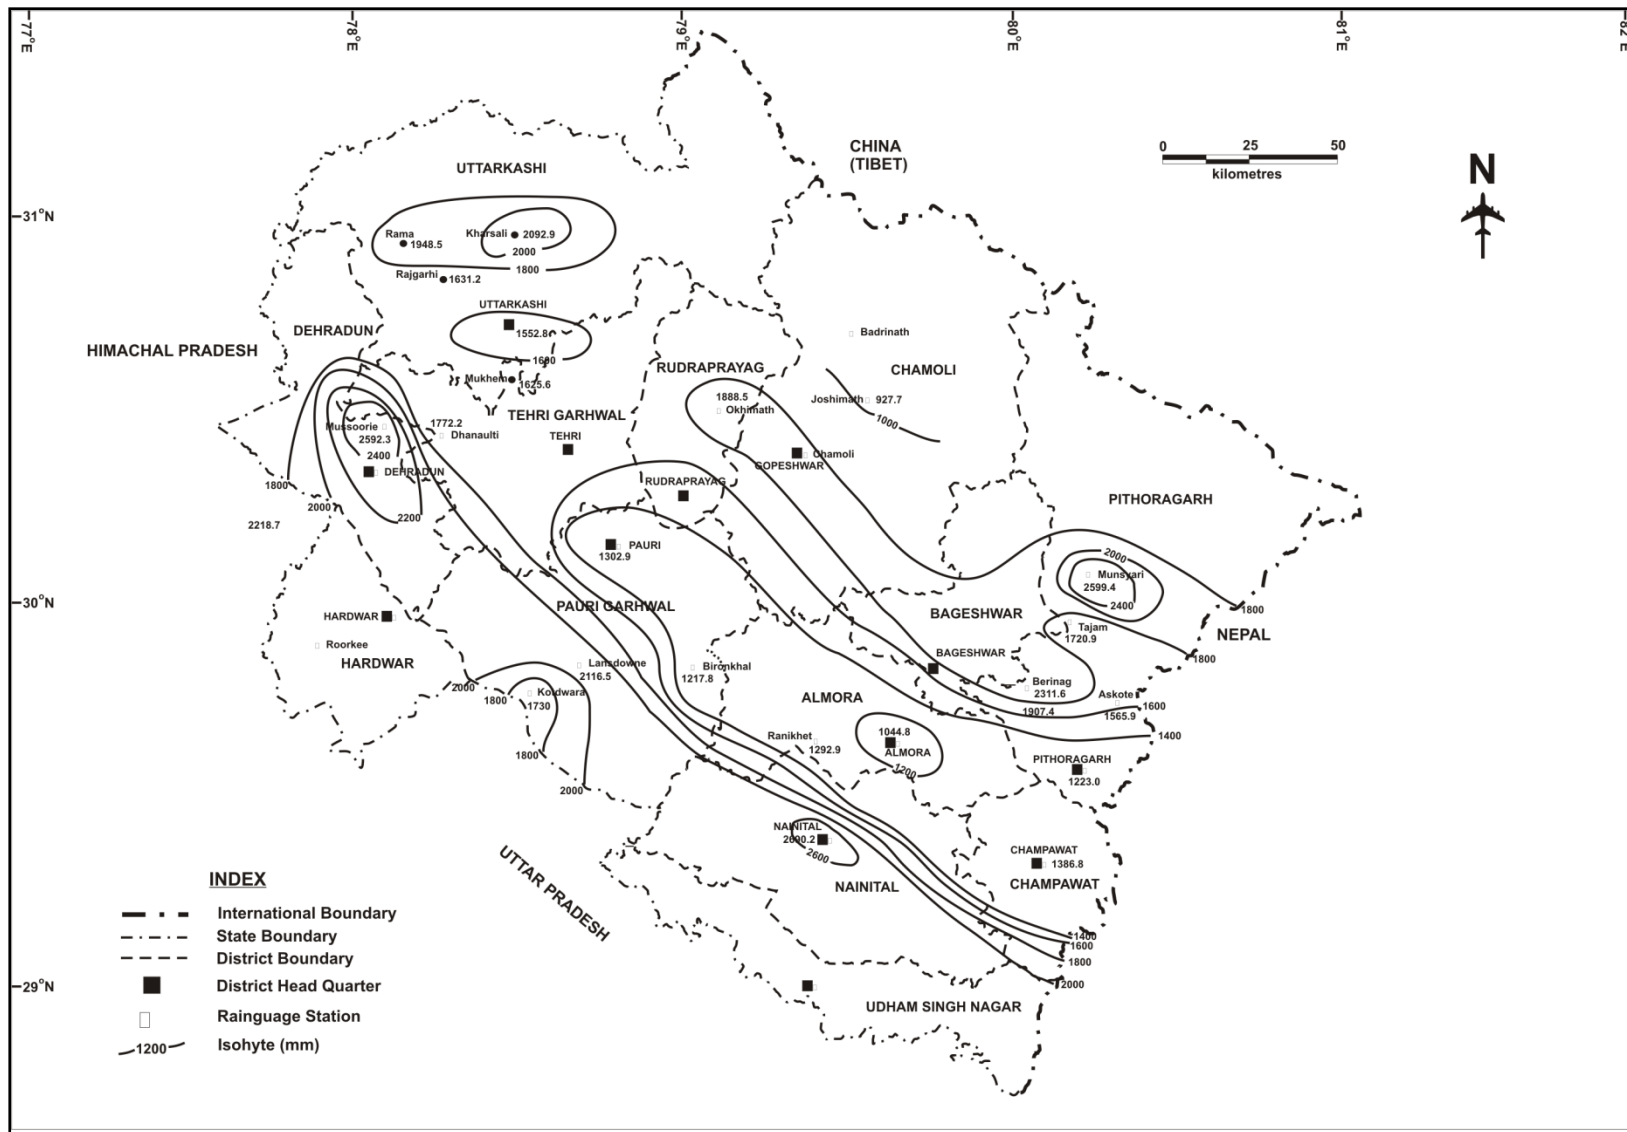 77°E
78°E
79°E
80°E
81°E
82°E
CHINA
(TIBET)
0 25 50
kilometres
N
UTTARKASHI
31°N
Rama
1948.5
Kharsali
2092.9
2000
1800
Rajgarhi
1631.2
UTTARKASHI
1552.8
1600
DEHRADUN
HIMACHAL PRADESH
Badrinath
RUDRAPRAYAG
CHAMOLI
Mukhem
1625.6
1888.5
Okhimath
Joshimath
927.7
1000
TEHRI GARHWAL
TEHRI
Mussoorie
2592.3
2400
1772.2
Dhanaulti
DEHRADUN
Chamoli
GOPESHWAR
RUDRAPRAYAG
1800
2000
2200
2218.7
PITHORAGARH
PAURI
1302.9
2000
Munsyari
2599.4
2400
1800
30°N
PAURI GARHWAL
HARDWAR
BAGESHWAR
Tajam
1720.9
NEPAL
Roorkee
HARDWAR
1800
Lansdowne
2116.5
Bironkhal
1217.8
BAGESHWAR
2000
1800
Kotdwara
1730
Berinag
2311.6
1907.4
Askote
1565.9
1600
ALMORA
1400
Ranikhet
1292.9
1044.8
ALMORA
1200
1800
PITHORAGARH
1223.0
2000
NAINITAL
2690.2
2600
CHAMPAWAT
1386.8
NAINITAL
CHAMPAWAT
UTTAR PRADESH
1400
1600
1800
2000
29°N
UDHAM SINGH NAGAR
INDEX
International Boundary
State Boundary
District Boundary
District Head Quarter
Rainguage Station
1200
Isohyte (mm)